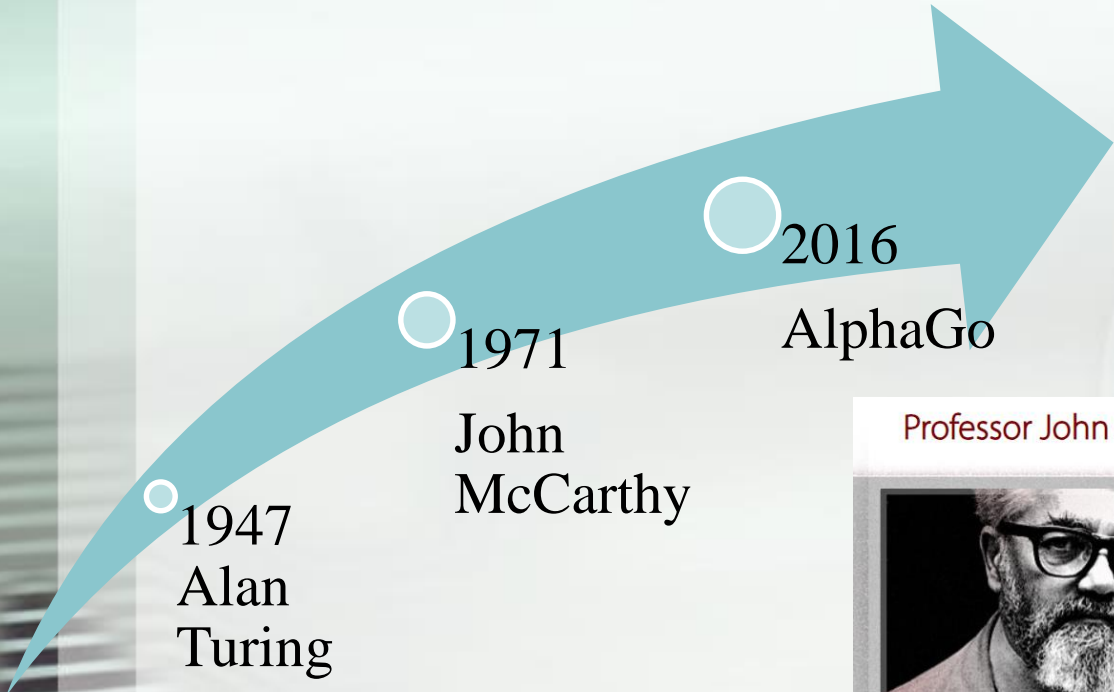 1947
Alan
Turing
1971
John
McCarthy
2016
AlphaGo
Professor John